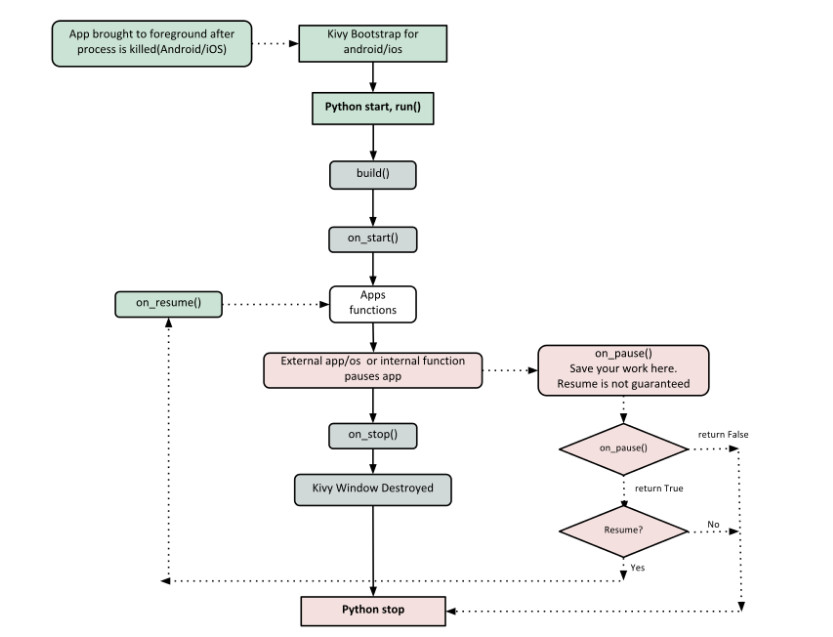 App brought to foreground after
process is killed(Android/iOS)
Kivy Bootstrap for
android/ios
Python start, run()
build()
on_start()
on_resume()
Apps
functions
External app/os or internal function
pauses app
on_pause()
Save your work here.
Resume is not guaranteed
on_stop()
on_pause()
return False
Kivy Window Destroyed
return True
Resume?
No
Yes
Python stop